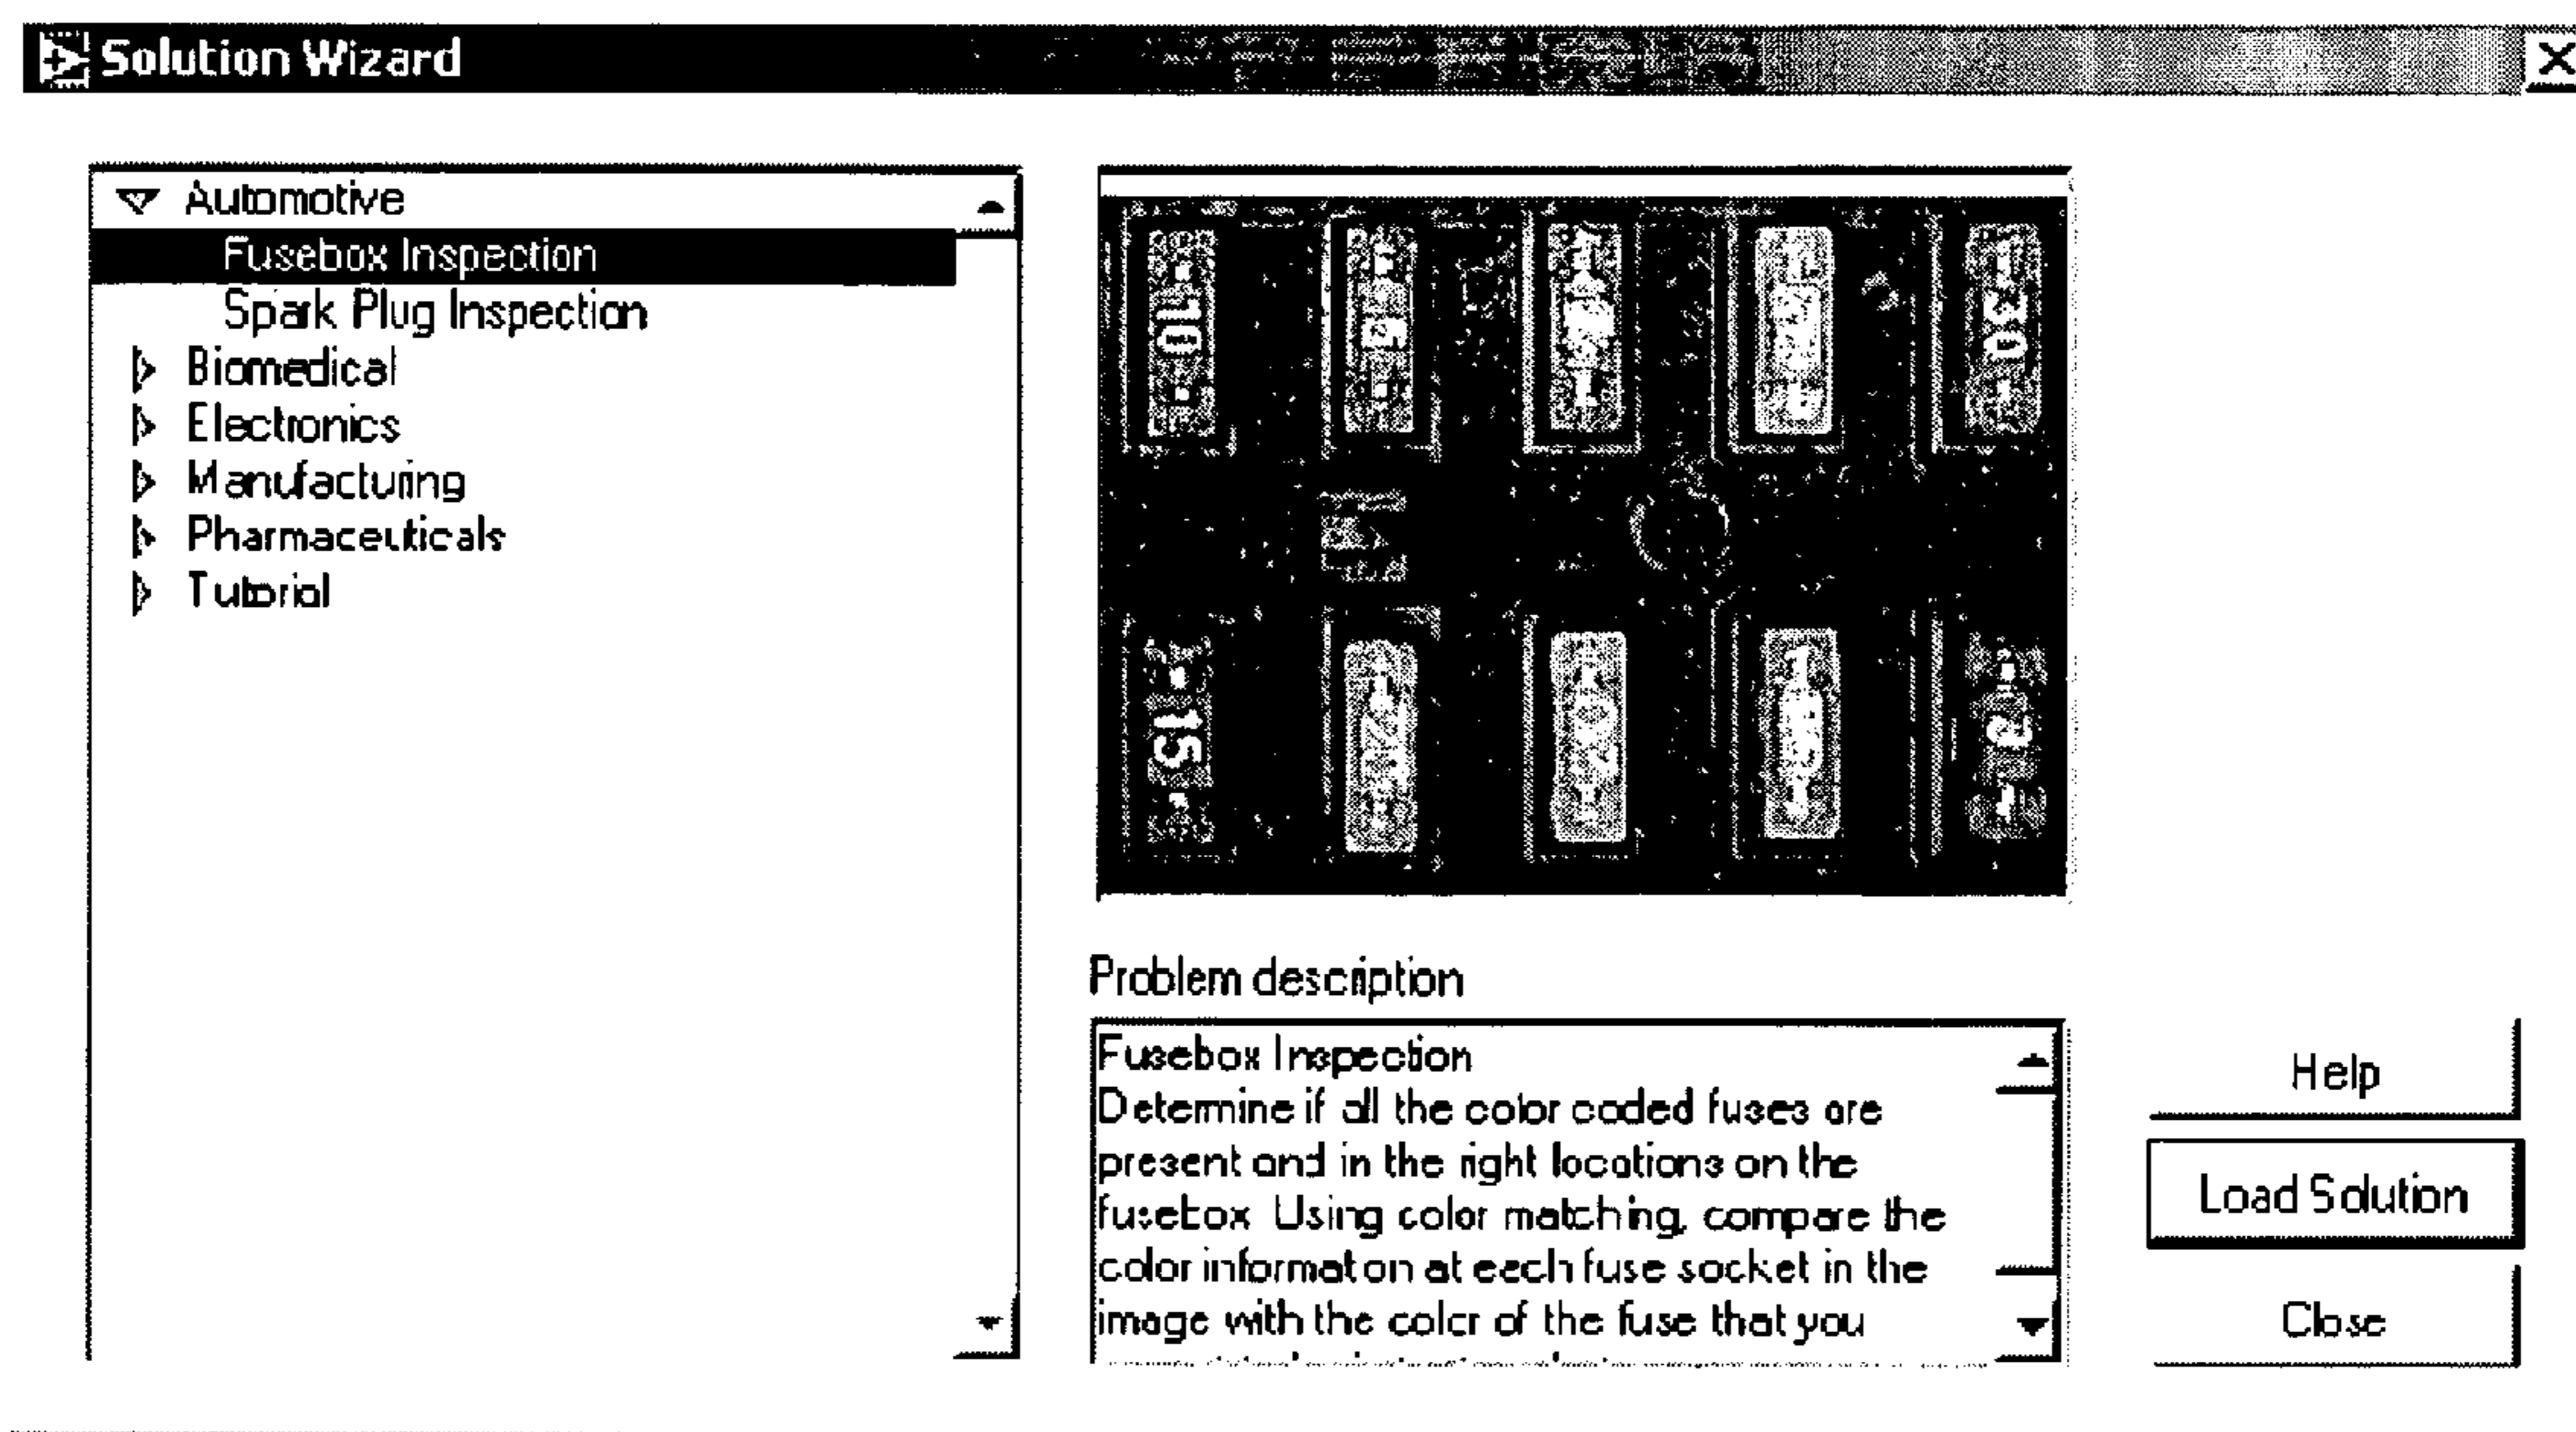 Solution Wizard
Automotive
Fusebox Inspection
Spark Plug Inspection
Biomedical
Electronics
Manufacturing
Pharmaceuticals
Tutorial
10
15
Problem description
Fusebox Inspection
Determine if all the color coded fuses are
present and in the right locations on the
fusebox Using color matching, compare the
color information at each fuse socket in the
image with the color of the fuse that you
Help
Load Solution
Close